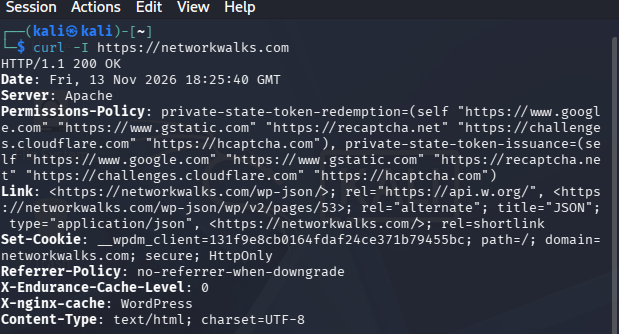 Session Actions Edit View Help
┌──(kali㉿kali)-[~]
└─$ curl -I https://networkwalks.com
HTTP/1.1 200 OK
Date: Fri, 13 Nov 2026 18:25:40 GMT
Server: Apache
Permissions-Policy: private-state-token-redemption=(self "https://www.googl
e.com" "https://www.gstatic.com" "https://recaptcha.net" "https://challenge
s.cloudflare.com" "https://hcaptcha.com"), private-state-token-issuance=(se
lf "https://www.google.com" "https://www.gstatic.com" "https://recaptcha.ne
t" "https://challenges.cloudflare.com" "https://hcaptcha.com")
Link: <https://networkwalks.com/wp-json/>; rel="https://api.w.org/", <https
://networkwalks.com/wp-json/wp/v2/pages/53>; rel="alternate"; title="JSON";
type="application/json", <https://networkwalks.com/>; rel=shortlink
Set-Cookie: __wpdm_client=131f9e8cb0164fdaf24ce371b79455bc; path=/; domain=
networkwalks.com; secure; HttpOnly
Referrer-Policy: no-referrer-when-downgrade
X-Endurance-Cache-Level: 0
X-nginx-cache: WordPress
Content-Type: text/html; charset=UTF-8